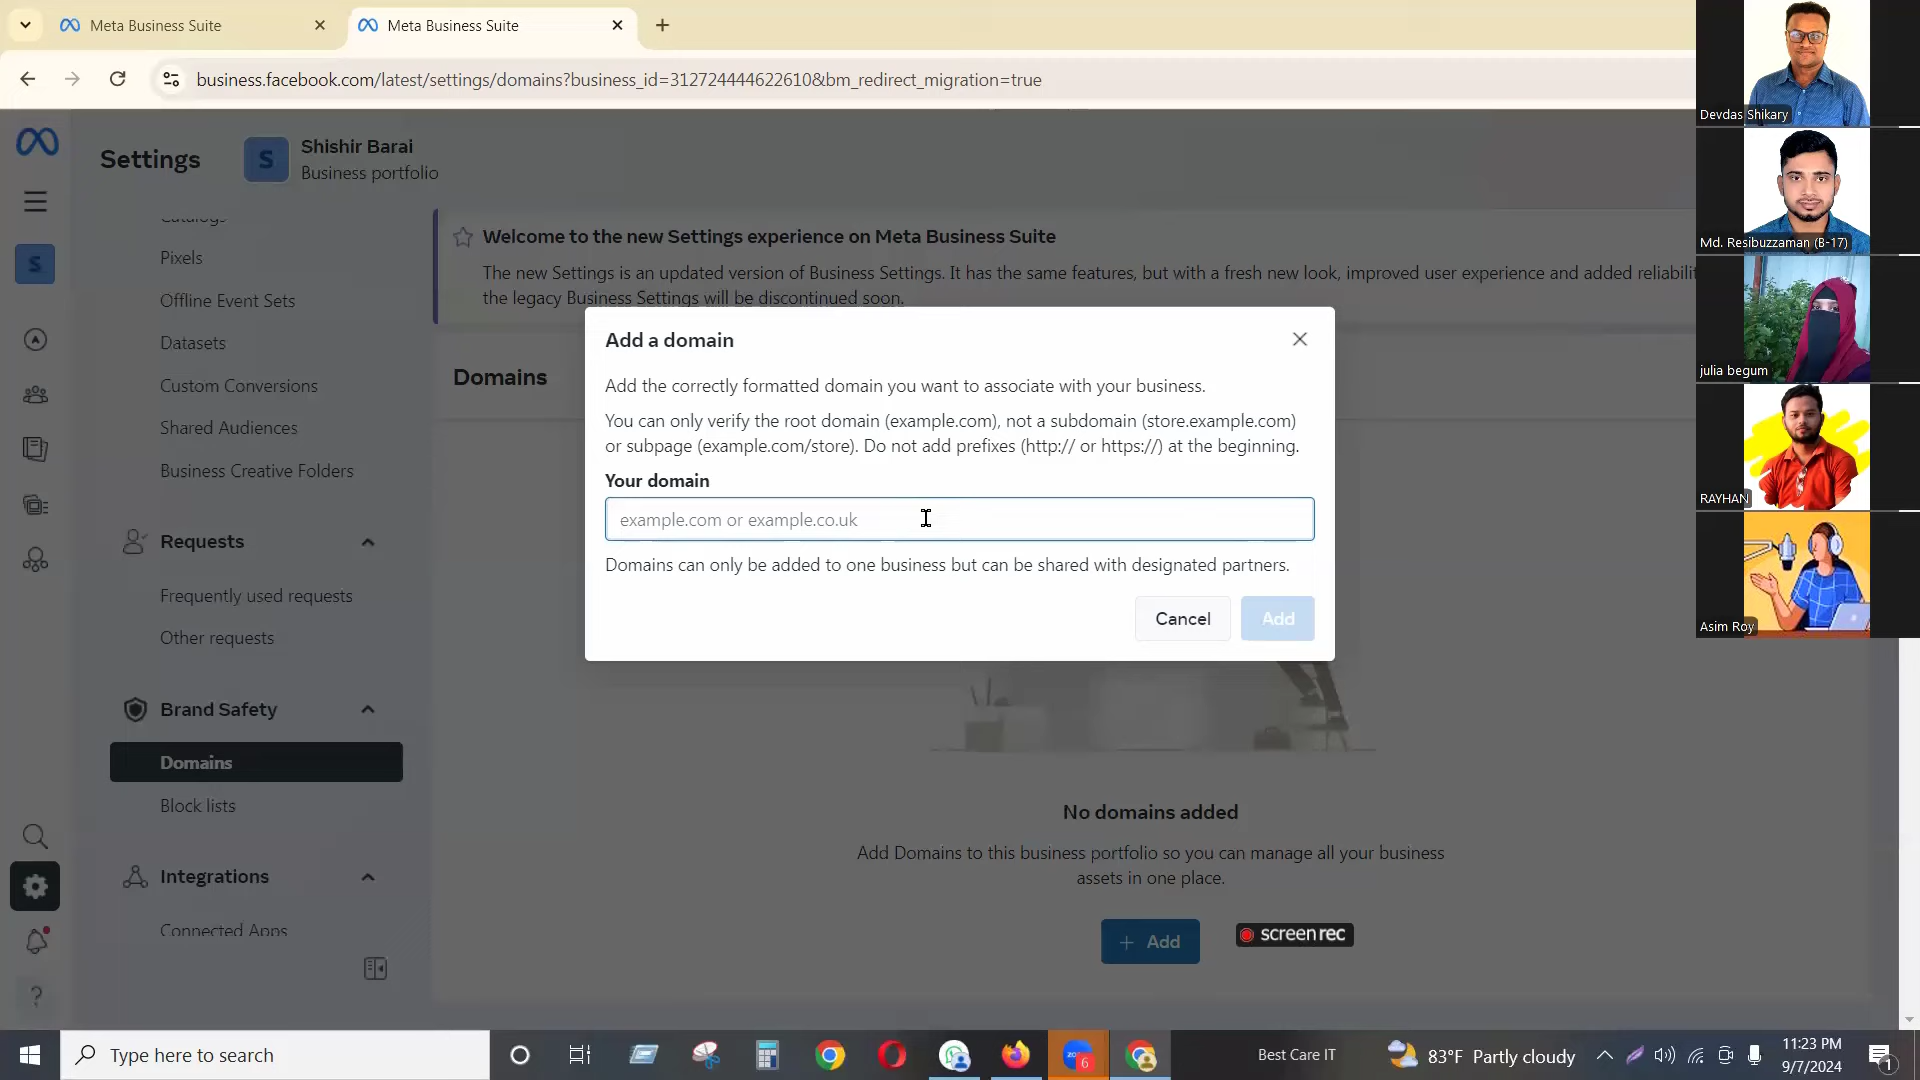 Meta Business Suite
Meta Business Suite
business.facebook.com/latest/settings/domains?business_id=312724444622610&bm_redirect_migration=true
Settings
S
Shishir Barai
Business portfolio
S
Catalogs
Pixels
Offline Event Sets
Datasets
Custom Conversions
Shared Audiences
Business Creative Folders
Requests
Frequently used requests
Other requests
Brand Safety
Domains
Block lists
Integrations
Connected Apps
?
Welcome to the new Settings experience on Meta Business Suite
The new Settings is an updated version of Business Settings. It has the same features, but with a fresh new look, improved user experience and added reliabilit
the legacy Business Settings will be discontinued soon.
Domains
Add a domain
Add the correctly formatted domain you want to associate with your business.
You can only verify the root domain (example.com), not a subdomain (store.example.com)
or subpage (example.com/store). Do not add prefixes (http:// or https://) at the beginning.
Your domain
example.com or example.co.uk
Domains can only be added to one business but can be shared with designated partners.
Cancel
Add
No domains added
Add Domains to this business portfolio so you can manage all your business
assets in one place.
+ Add
screenrec
Devdas Shikary
Md. Resibuzzaman (B-17)
julia begum
RAYHAN
Asim Roy
Type here to search
6
Best Care IT
83°F Partly cloudy
11:23 PM
9/7/2024
1